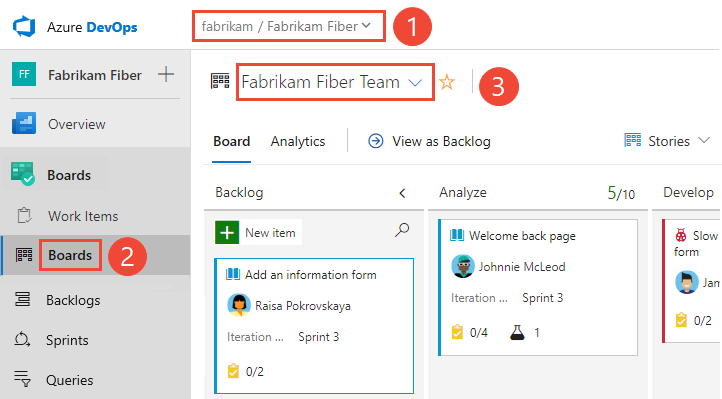 Azure DevOps
fabrikam / Fabrikam Fiber
1
FF
Fabrikam Fiber
Fabrikam Fiber Team
3
Overview
Board
Analytics
View as Backlog
Stories
Boards
Work Items
Boards
2
Backlogs
Sprints
Queries
Backlog
New item
Add an information form
Raisa Pokrovskaya
Iteration ... Sprint 3
0/2
Analyze
5/10
Welcome back page
Johnnie McLeod
Iteration ... Sprint 3
0/4 1
Develop
Slow
form
Jam
0/2